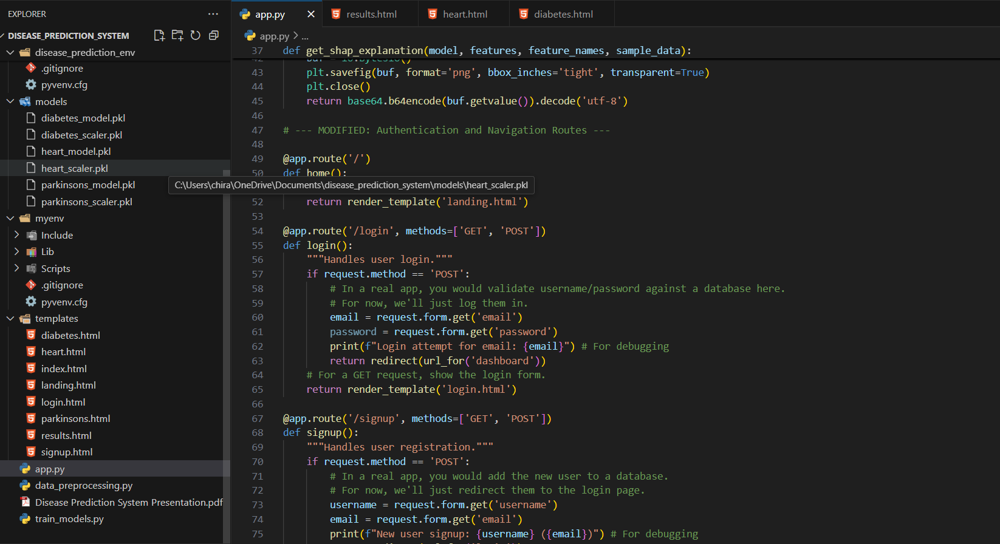 EXPLORER
DISEASE_PREDICTION_SYSTEM
disease_prediction_env
.gitignore
pyvenv.cfg
models
diabetes_model.pkl
diabetes_scaler.pkl
heart_model.pkl
heart_scaler.pkl
parkinsons_model.pkl
parkinsons_scaler.pkl
myenv
Include
Lib
Scripts
.gitignore
pyvenv.cfg
templates
diabetes.html
heart.html
index.html
landing.html
login.html
parkinsons.html
results.html
signup.html
app.py
data_preprocessing.py
Disease Prediction System Presentation.pdf
train_models.py
app.py
results.html
heart.html
diabetes.html
app.py > ...
37 def get_shap_explanation(model, features, feature_names, sample_data):
42 buf = io.BytesIO()
43 plt.savefig(buf, format='png', bbox_inches='tight', transparent=True)
44 plt.close()
45 return base64.b64encode(buf.getvalue()).decode('utf-8')
46
47 # --- MODIFIED: Authentication and Navigation Routes ---
48
49 @app.route('/')
50 def home():
C:\Users\chira\OneDrive\Documents\disease_prediction_system\models\heart_scaler.pkl
52 return render_template('landing.html')
53
54 @app.route('/login', methods=['GET', 'POST'])
55 def login():
56 """Handles user login."""
57 if request.method == 'POST':
58 # In a real app, you would validate username/password against a database here.
59 # For now, we'll just log them in.
60 email = request.form.get('email')
61 password = request.form.get('password')
62 print(f"Login attempt for email: {email}") # For debugging
63 return redirect(url_for('dashboard'))
64 # For a GET request, show the login form.
65 return render_template('login.html')
66
67 @app.route('/signup', methods=['GET', 'POST'])
68 def signup():
69 """Handles user registration."""
70 if request.method == 'POST':
71 # In a real app, you would add the new user to a database.
72 # For now, we'll just redirect them to the login page.
73 username = request.form.get('username')
74 email = request.form.get('email')
75 print(f"New user signup: {username} ({email})") # For debugging